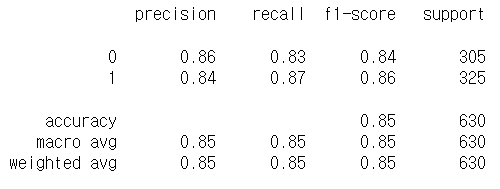 precision recall f1-score support
0 0.86 0.83 0.84 305
1 0.84 0.87 0.86 325
accuracy 0.85 630
macro avg 0.85 0.85 0.85 630
weighted avg 0.85 0.85 0.85 630